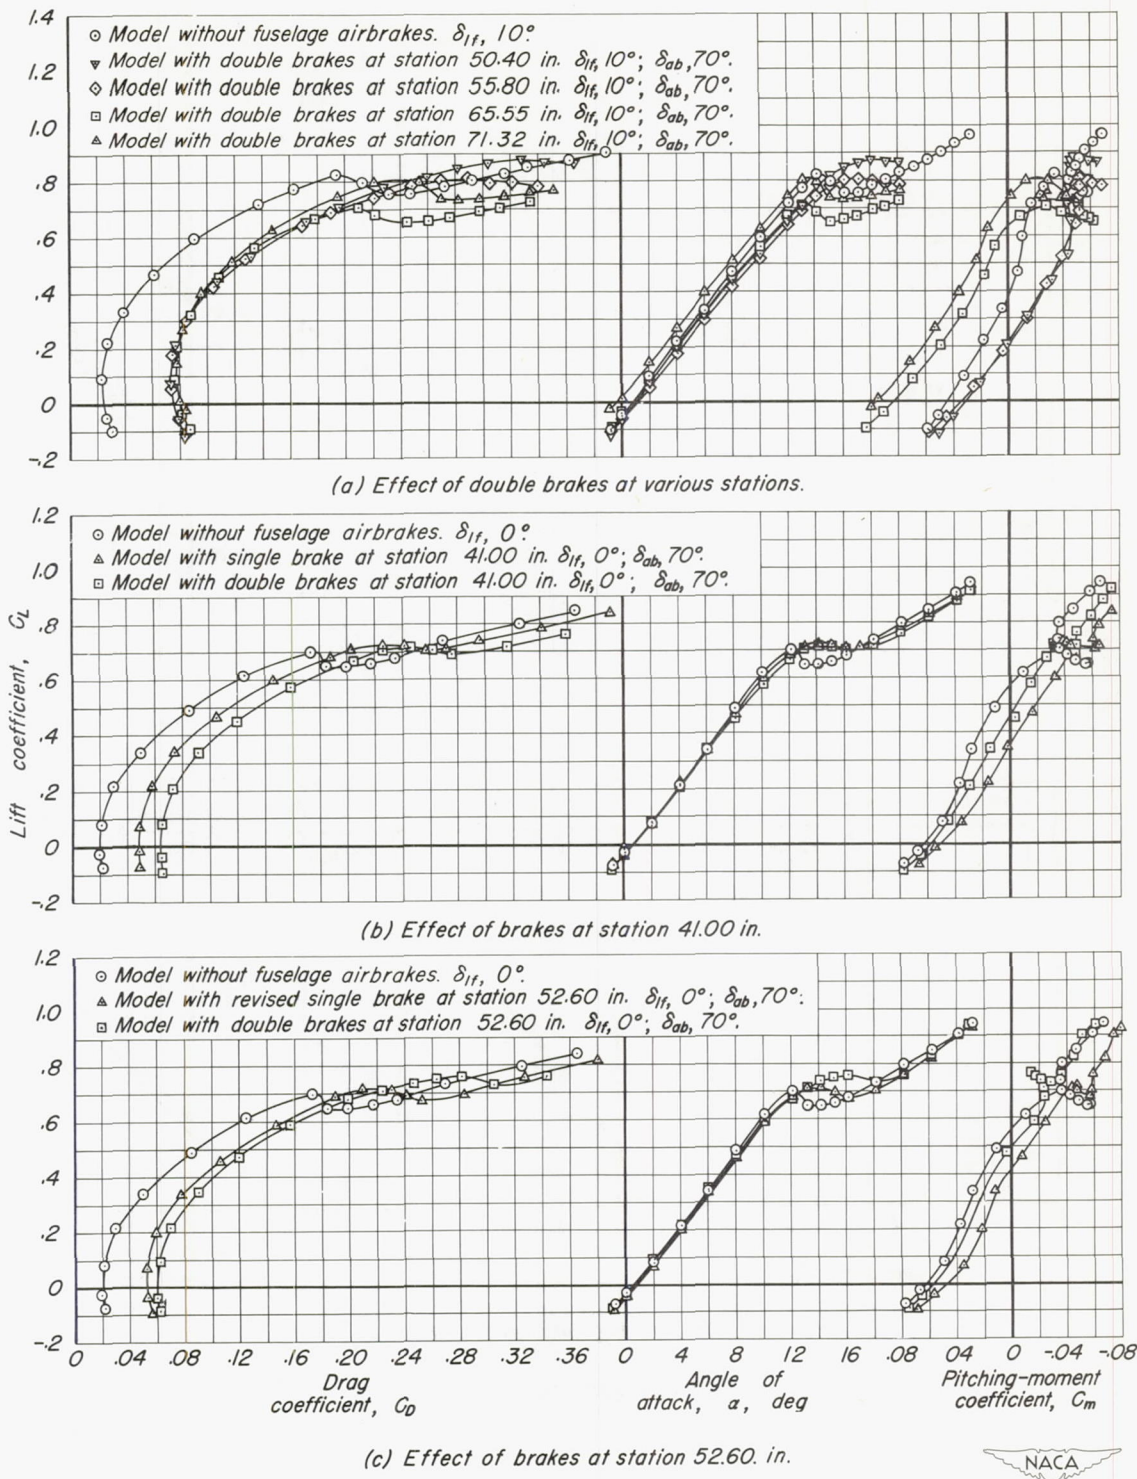 1.4
1.2
1.0
.8
.6
.4
.2
0
-.2
⊙ Model without fuselage airbrakes. δlf, 10°.
Model with double brakes at station 50.40 in. δlf, 10°; δab, 70°.
◇ Model with double brakes at station 55.80 in. δlf, 10°; δab, 70°.
⊡ Model with double brakes at station 65.55 in. δlf, 10°; δab, 70°.
Model with double brakes at station 71.32 in. δlf, 10°; δab, 70°.
(a) Effect of double brakes at various stations.
Lift coefficient, CL
1.2
1.0
.8
.6
.4
.2
0
-.2
⊙ Model without fuselage airbrakes. δlf, 0°.
Model with single brake at station 41.00 in. δlf, 0°; δab, 70°.
⊡ Model with double brakes at station 41.00 in. δlf, 0°; δab, 70°.
(b) Effect of brakes at station 41.00 in.
1.2
1.0
.8
.6
.4
.2
0
-.2
⊙ Model without fuselage airbrakes. δlf, 0°.
Model with revised single brake at station 52.60 in. δlf, 0°; δab, 70°.
⊡ Model with double brakes at station 52.60 in. δlf, 0°; δab, 70°.
0 .04 .08 .12 .16 .20 .24 .28 .32 .36 0 4 8 12 16 .08 04 0 -.04 -.08
Drag coefficient, CD
Angle of attack, α, deg
Pitching-moment coefficient, Cm
(c) Effect of brakes at station 52.60. in.
NACA